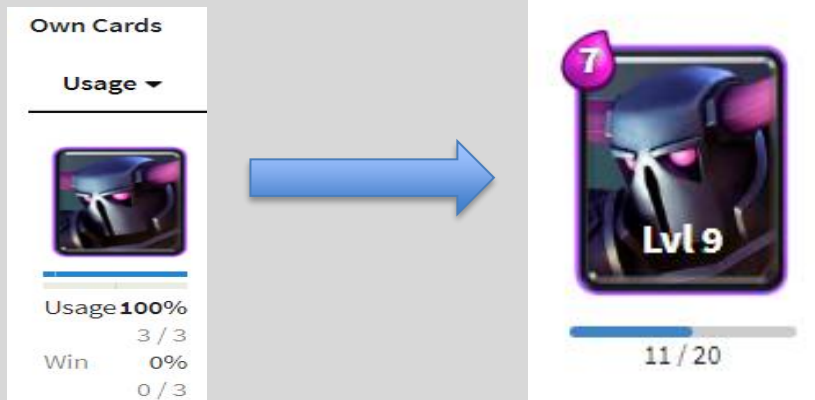 Own Cards
Usage
Usage 100%
3 / 3
Win 0%
0 / 3
7
Lvl 9
11 / 20